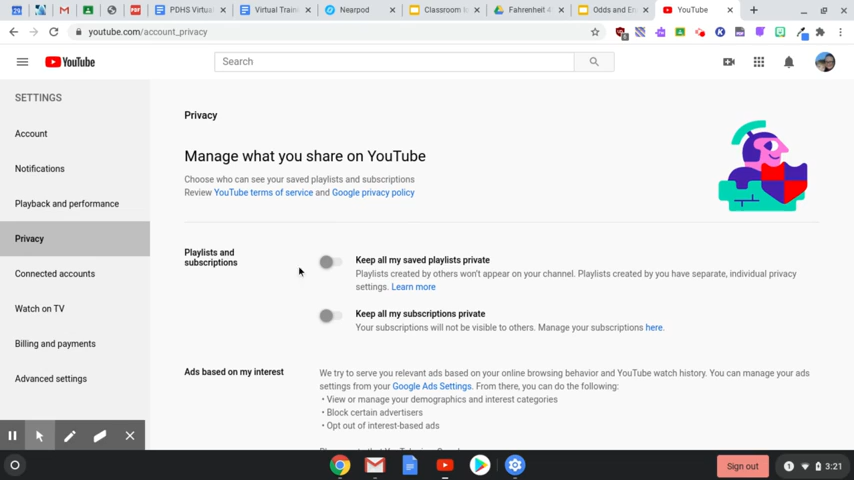 29
PDF
PDHS Virtua
Virtual Train
Nearpod
Classroom I
Fahrenheit 4
Odds and En
YouTube
youtube.com/account_privacy
YouTube
Search
SETTINGS
Account
Notifications
Playback and performance
Privacy
Connected accounts
Watch on TV
Billing and payments
Advanced settings
Privacy
Manage what you share on YouTube
Choose who can see your saved playlists and subscriptions
Review YouTube terms of service and Google privacy policy
Playlists and
subscriptions
Keep all my saved playlists private
Playlists created by others won't appear on your channel. Playlists created by you have separate, individual privacy
settings. Learn more
Keep all my subscriptions private
Your subscriptions will not be visible to others. Manage your subscriptions here.
Ads based on my interest
We try to serve you relevant ads based on your online browsing behavior and YouTube watch history. You can manage your ads
settings from your Google Ads Settings. From there, you can do the following:
• View or manage your demographics and interest categories
• Block certain advertisers
• Opt out of interest-based ads
Sign out
1
3:21